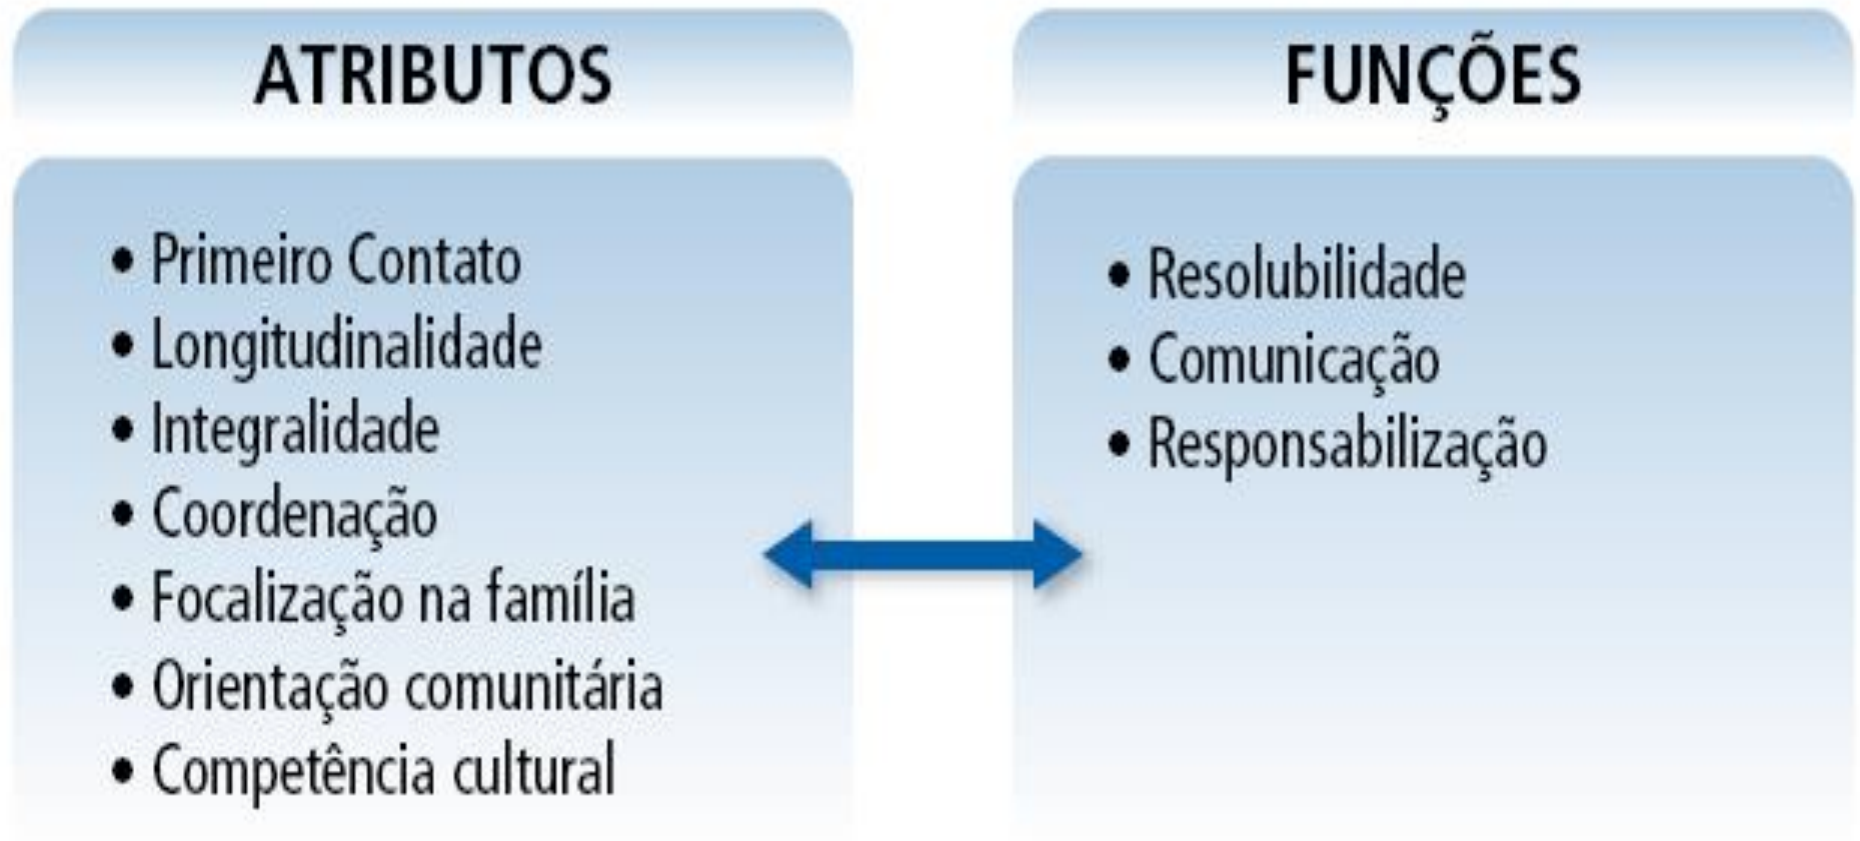 ATRIBUTOS
• Primeiro Contato
• Longitudinalidade
• Integralidade
• Coordenação
• Focalização na família
• Orientação comunitária
• Competência cultural
FUNÇÕES
• Resolubilidade
• Comunicação
• Responsabilização